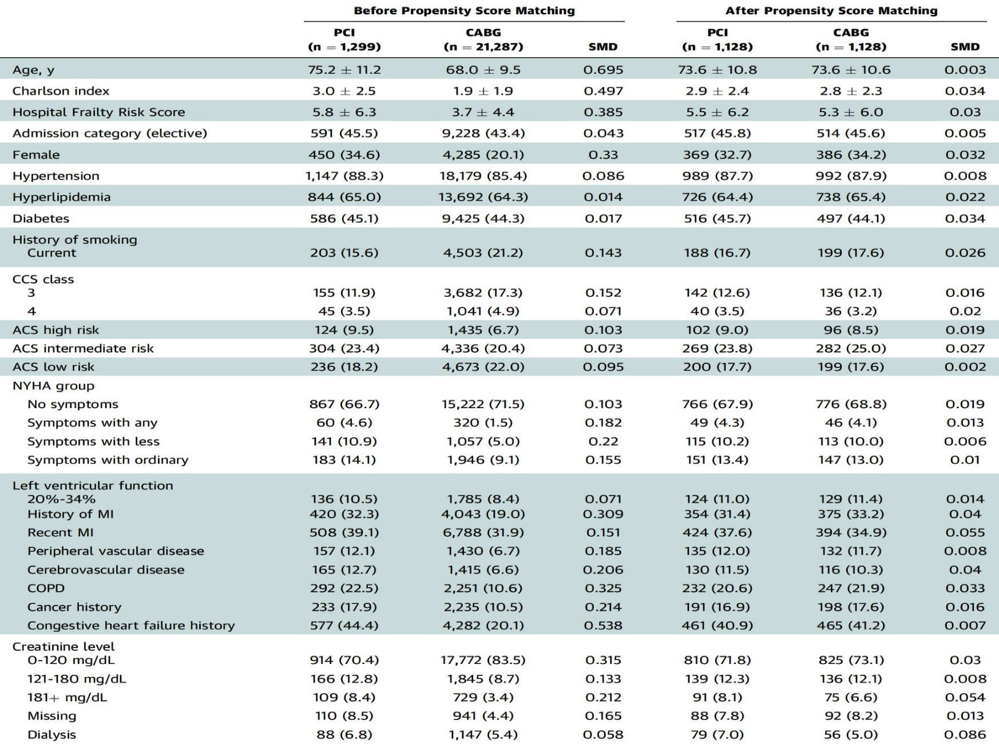 Before Propensity Score Matching After Propensity Score Matching
PCI CABG PCI CABG
(n = 1,299) (n = 21,287) SMD (n = 1,128) (n = 1,128) SMD
Age, y 75.2 ± 11.2 68.0 ± 9.5 0.695 73.6 ± 10.8 73.6 ± 10.6 0.003
Charlson index 3.0 ± 2.5 1.9 ± 1.9 0.497 2.9 ± 2.4 2.8 ± 2.3 0.034
Hospital Frailty Risk Score 5.8 ± 6.3 3.7 ± 4.4 0.385 5.5 ± 6.2 5.3 ± 6.0 0.03
Admission category (elective) 591 (45.5) 9,228 (43.4) 0.043 517 (45.8) 514 (45.6) 0.005
Female 450 (34.6) 4,285 (20.1) 0.33 369 (32.7) 386 (34.2) 0.032
Hypertension 1,147 (88.3) 18,179 (85.4) 0.086 989 (87.7) 992 (87.9) 0.008
Hyperlipidemia 844 (65.0) 13,692 (64.3) 0.014 726 (64.4) 738 (65.4) 0.022
Diabetes 586 (45.1) 9,425 (44.3) 0.017 516 (45.7) 497 (44.1) 0.034
History of smoking
Current 203 (15.6) 4,503 (21.2) 0.143 188 (16.7) 199 (17.6) 0.026
CCS class
3 155 (11.9) 3,682 (17.3) 0.152 142 (12.6) 136 (12.1) 0.016
4 45 (3.5) 1,041 (4.9) 0.071 40 (3.5) 36 (3.2) 0.02
ACS high risk 124 (9.5) 1,435 (6.7) 0.103 102 (9.0) 96 (8.5) 0.019
ACS intermediate risk 304 (23.4) 4,336 (20.4) 0.073 269 (23.8) 282 (25.0) 0.027
ACS low risk 236 (18.2) 4,673 (22.0) 0.095 200 (17.7) 199 (17.6) 0.002
NYHA group
No symptoms 867 (66.7) 15,222 (71.5) 0.103 766 (67.9) 776 (68.8) 0.019
Symptoms with any 60 (4.6) 320 (1.5) 0.182 49 (4.3) 46 (4.1) 0.013
Symptoms with less 141 (10.9) 1,057 (5.0) 0.22 115 (10.2) 113 (10.0) 0.006
Symptoms with ordinary 183 (14.1) 1,946 (9.1) 0.155 151 (13.4) 147 (13.0) 0.01
Left ventricular function
20%-34% 136 (10.5) 1,785 (8.4) 0.071 124 (11.0) 129 (11.4) 0.014
History of MI 420 (32.3) 4,043 (19.0) 0.309 354 (31.4) 375 (33.2) 0.04
Recent MI 508 (39.1) 6,788 (31.9) 0.151 424 (37.6) 394 (34.9) 0.055
Peripheral vascular disease 157 (12.1) 1,430 (6.7) 0.185 135 (12.0) 132 (11.7) 0.008
Cerebrovascular disease 165 (12.7) 1,415 (6.6) 0.206 130 (11.5) 116 (10.3) 0.04
COPD 292 (22.5) 2,251 (10.6) 0.325 232 (20.6) 247 (21.9) 0.033
Cancer history 233 (17.9) 2,235 (10.5) 0.214 191 (16.9) 198 (17.6) 0.016
Congestive heart failure history 577 (44.4) 4,282 (20.1) 0.538 461 (40.9) 465 (41.2) 0.007
Creatinine level
0-120 mg/dL 914 (70.4) 17,772 (83.5) 0.315 810 (71.8) 825 (73.1) 0.03
121-180 mg/dL 166 (12.8) 1,845 (8.7) 0.133 139 (12.3) 136 (12.1) 0.008
181+ mg/dL 109 (8.4) 729 (3.4) 0.212 91 (8.1) 75 (6.6) 0.054
Missing 110 (8.5) 941 (4.4) 0.165 88 (7.8) 92 (8.2) 0.013
Dialysis 88 (6.8) 1,147 (5.4) 0.058 79 (7.0) 56 (5.0) 0.086